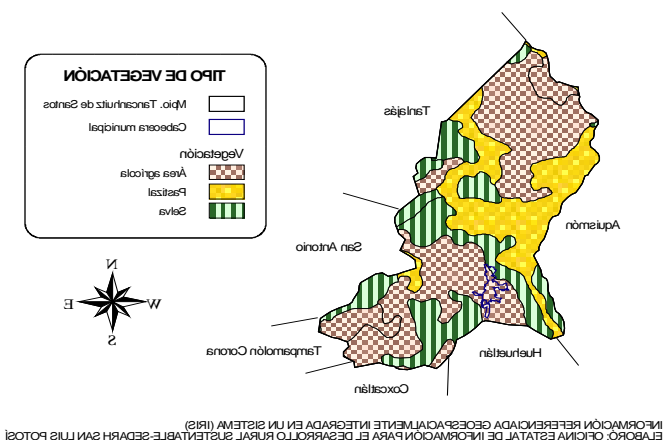 TIPO DE VEGETACIÓN
Mpio. Tancanhuitz de Santos
Cabecera municipal
Vegetación
Área agrícola
Pastizal
Selva
Tanlajás
Aquismón
San Antonio
N
W
E
S
Tampamolón Corona
Huehuetlán
Coxcatlán
INFORMACIÓN REFERENCIADA GEOESPACIALMENTE INTEGRADA EN UN SISTEMA (IRIS)
ELABORÓ: OFICINA ESTATAL DE INFORMACIÓN PARA EL DESARROLLO RURAL SUSTENTABLE-SEDARH SAN LUIS POTOSÍ